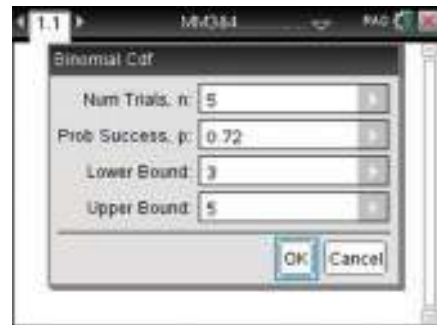 1.1 MM384 RAD
Binomial Cdf
Num Trials, n: 5
Prob Success, p: 0.72
Lower Bound: 3
Upper Bound: 5
OK Cancel